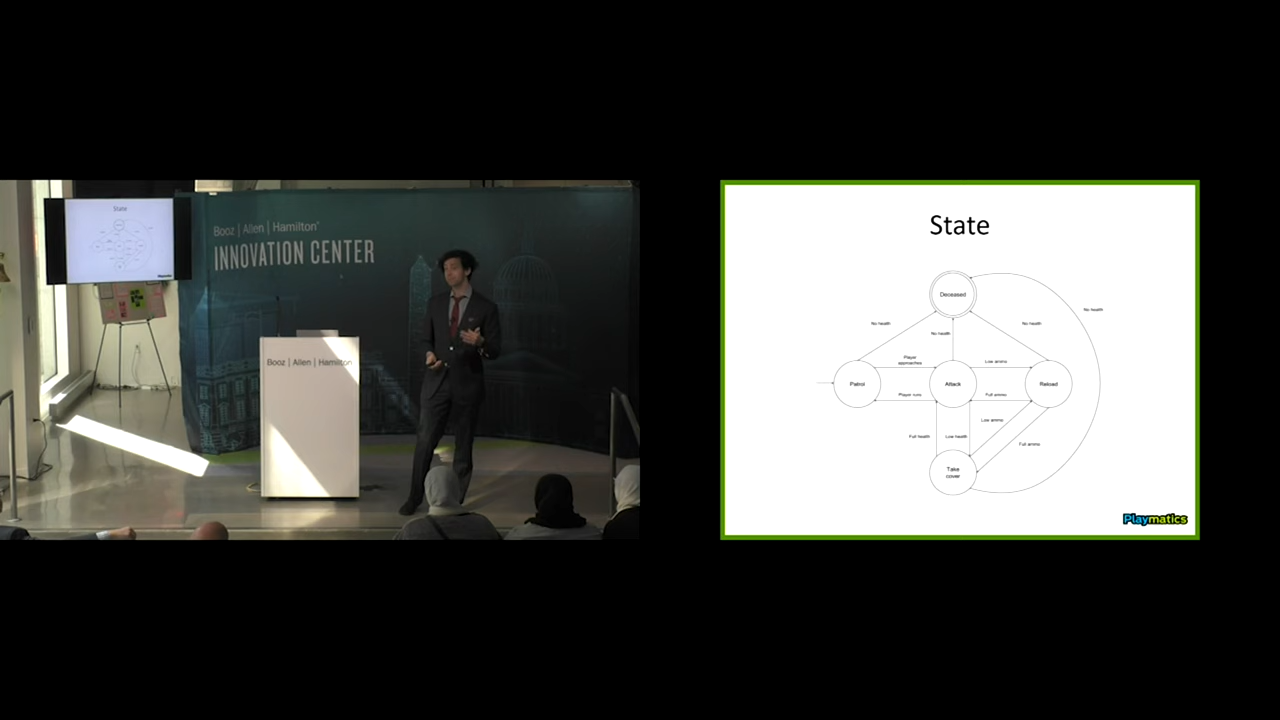 State
Booz | Allen | Hamilton
INNOVATION CENTER
Booz | Allen | Hamilton
State
Deceased
No health
No health
No health
No health
Player
approaches
Low ammo
Patrol
Attack
Reload
Player runs
Full ammo
Low ammo
Full health
Low health
Full ammo
Take
cover
Playmatics